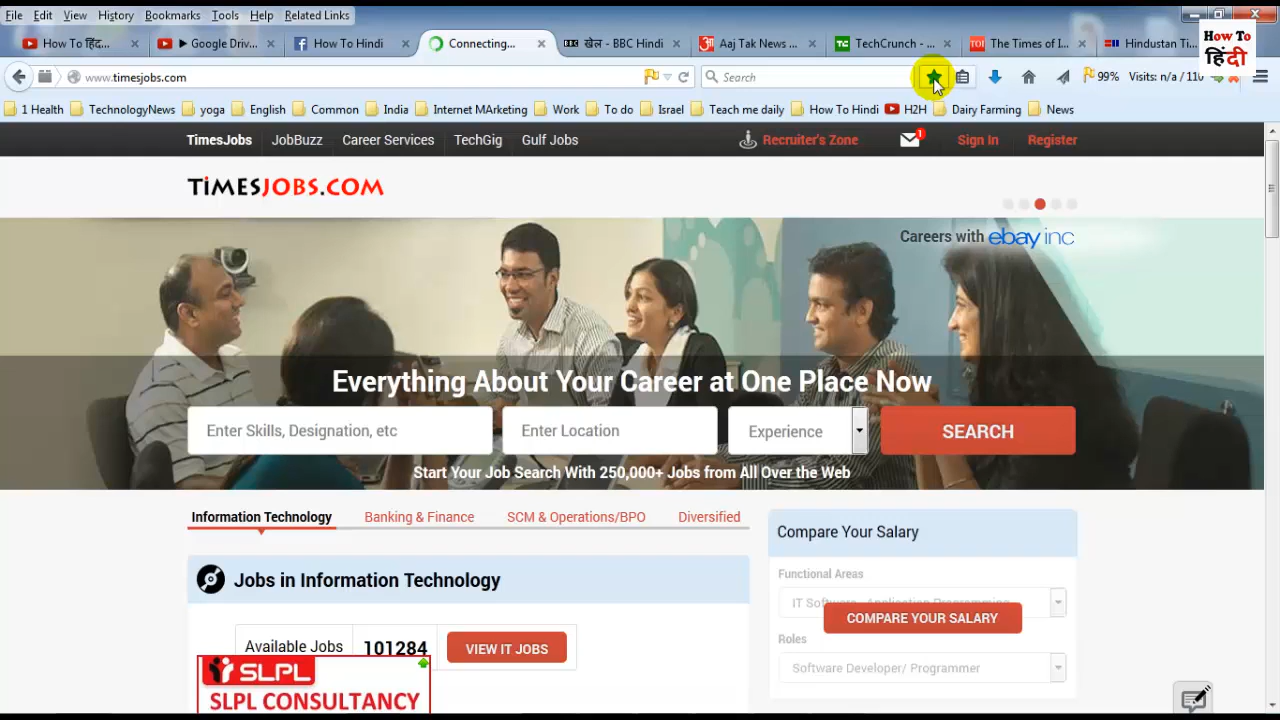 File Edit View History Bookmarks Tools Help Related Links
How To हिंद... ▶ Google Driv... How To Hindi Connecting... खेल - BBC Hindi Aaj Tak News ... TechCrunch - ... The Times of I... Hindustan Ti...
How To
हिंदी
www.timesjobs.com Search 99% Visits: n/a / 110
1 Health TechnologyNews yoga English Common India Internet MArketing Work To do Israel Teach me daily How To Hindi H2H Dairy Farming News
TimesJobs JobBuzz Career Services TechGig Gulf Jobs Recruiter's Zone 1 Sign In Register
TIMESJOBS.COM
Careers with ebay inc
Everything About Your Career at One Place Now
Enter Skills, Designation, etc Enter Location Experience SEARCH
Start Your Job Search With 250,000+ Jobs from All Over the Web
Information Technology Banking & Finance SCM & Operations/BPO Diversified
Compare Your Salary
Jobs in Information Technology
Functional Areas
IT Software - Application Programming
COMPARE YOUR SALARY
Available Jobs 101284 VIEW IT JOBS
Roles
Software Developer/ Programmer
SLPL
SLPL CONSULTANCY